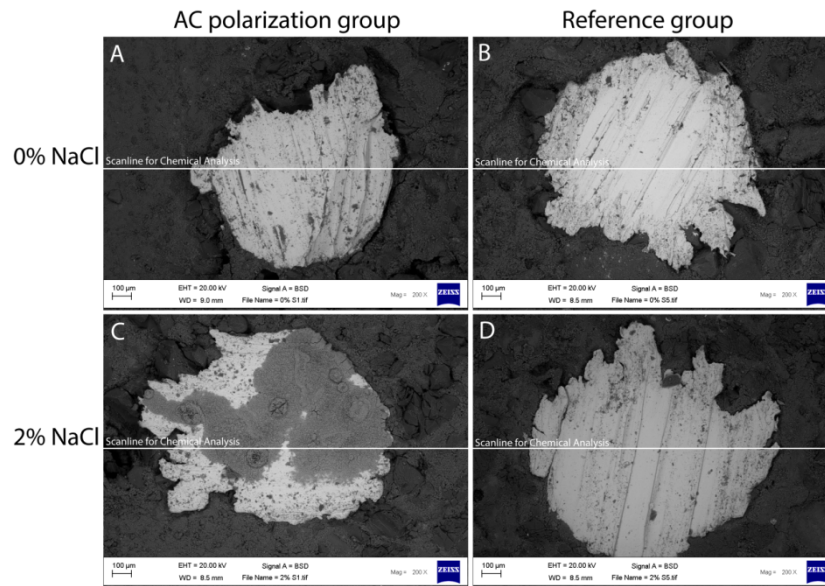 AC polarization group
Reference group
0% NaCl
A
Scanline for Chemical Analysis
100 µm
EHT = 20.00 kV
WD = 9.0 mm
Signal A = BSD
File Name = 0% S1.tif
Mag = 200 X
ZEISS
B
Scanline for Chemical Analysis
100 µm
EHT = 20.00 kV
WD = 8.5 mm
Signal A = BSD
File Name = 0% S5.tif
Mag = 200 X
ZEISS
2% NaCl
C
Scanline for Chemical Analysis
100 µm
EHT = 20.00 kV
WD = 8.5 mm
Signal A = BSD
File Name = 2% S1.tif
Mag = 200 X
ZEISS
D
Scanline for Chemical Analysis
100 µm
EHT = 20.00 kV
WD = 8.5 mm
Signal A = BSD
File Name = 2% S5.tif
Mag = 200 X
ZEISS